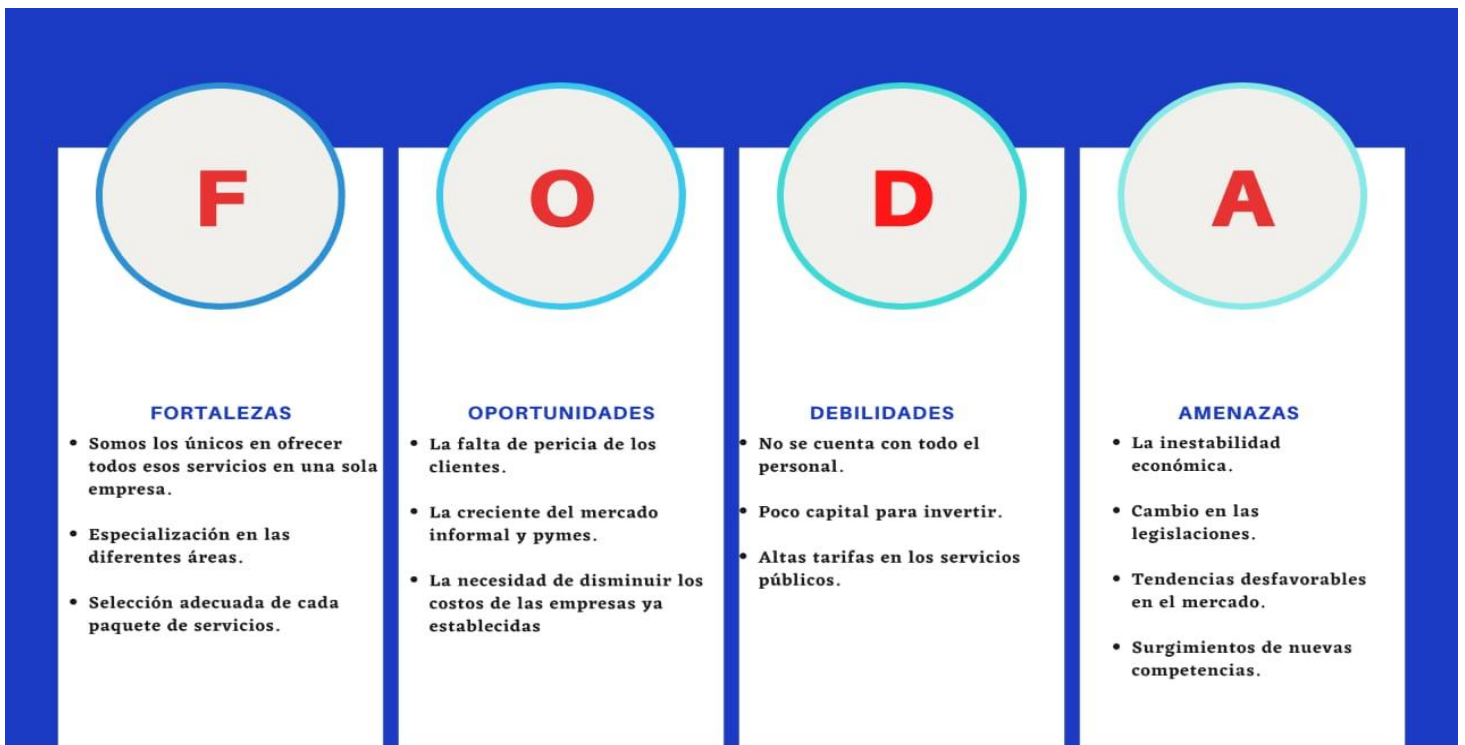 F
O
D
A
FORTALEZAS
• Somos los únicos en ofrecer
todos esos servicios en una sola
empresa.
• Especialización en las
diferentes áreas.
• Selección adecuada de cada
paquete de servicios.
OPORTUNIDADES
• La falta de pericia de los
clientes.
• La creciente del mercado
informal y pymes.
• La necesidad de disminuir los
costos de las empresas ya
establecidas
DEBILIDADES
• No se cuenta con todo el
personal.
• Poco capital para invertir.
• Altas tarifas en los servicios
públicos.
AMENAZAS
• La inestabilidad
económica.
• Cambio en las
legislaciones.
• Tendencias desfavorables
en el mercado.
• Surgimientos de nuevas
competencias.